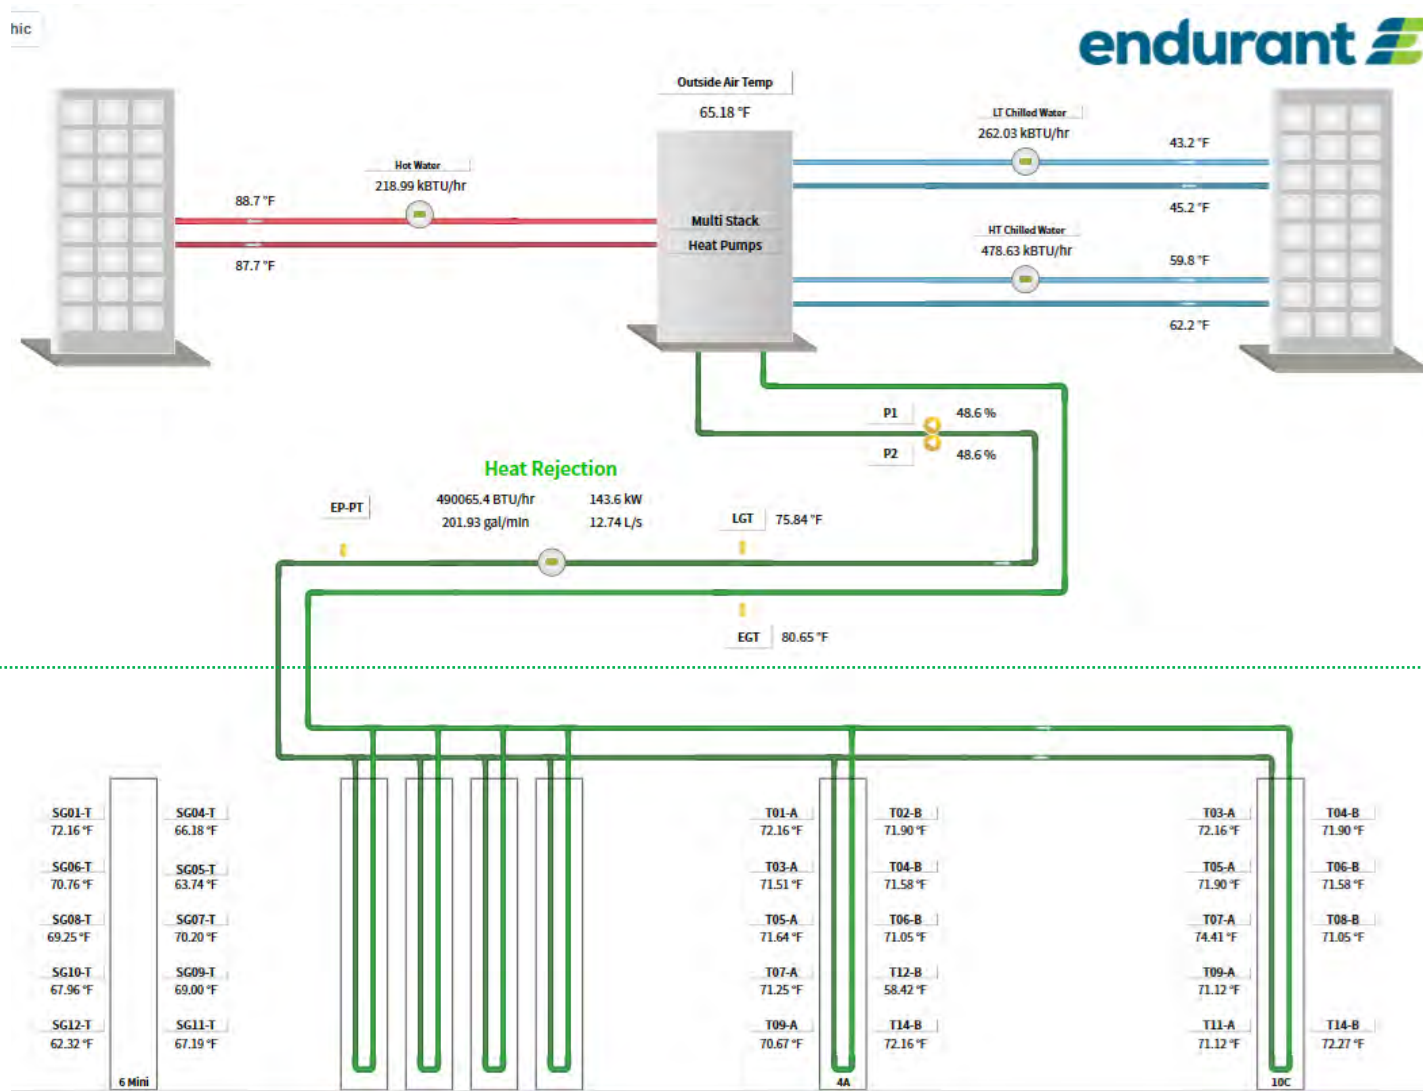 hic
endurant
Outside Air Temp
65.18 °F
LT Chilled Water
262.03 kBTU/hr
43.2 °F
45.2 °F
Hot Water
218.99 kBTU/hr
88.7 °F
87.7 °F
Multi Stack
Heat Pumps
HT Chilled Water
478.63 kBTU/hr
59.8 °F
62.2 °F
P1 48.6 %
P2 48.6 %
Heat Rejection
490065.4 BTU/hr 143.6 kW
201.93 gal/min 12.74 L/s
EP-PT
LGT 75.84 °F
EGT 80.65 °F
SG01-T SG04-T
72.16 °F 66.18 °F
SG06-T SG05-T
70.76 °F 63.74 °F
SG08-T SG07-T
69.25 °F 70.20 °F
SG10-T SG09-T
67.96 °F 69.00 °F
SG12-T SG11-T
62.32 °F 67.19 °F
6 Mini
T01-A T02-B
72.16 °F 71.90 °F
T03-A T04-B
71.51 °F 71.58 °F
T05-A T06-B
71.64 °F 71.05 °F
T07-A T12-B
71.25 °F 58.42 °F
T09-A T14-B
70.67 °F 72.16 °F
4A
T03-A T04-B
72.16 °F 71.90 °F
T05-A T06-B
71.90 °F 71.58 °F
T07-A T08-B
74.41 °F 71.05 °F
T09-A
71.12 °F
T11-A T14-B
71.12 °F 72.27 °F
10C